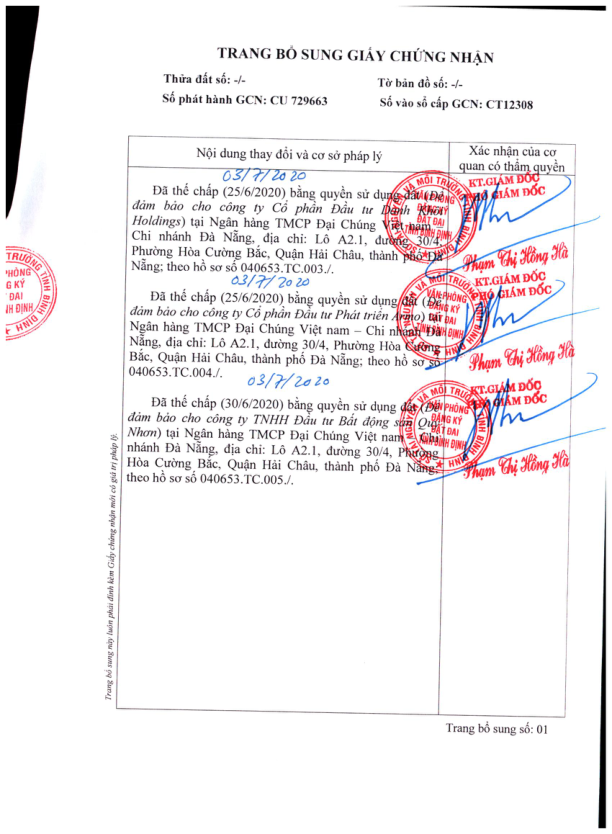 TRANG BỔ SUNG GIẤY CHỨNG NHẬN
Thửa đất số: -/-
Tờ bản đồ số: -/-
Số phát hành GCN: CU 729663
Số vào sổ cấp GCN: CT12308
Nội dung thay đổi và cơ sở pháp lý
Xác nhận của cơ
quan có thẩm quyền
03/7/2020
Đã thế chấp (25/6/2020) bằng quyền sử dụng đất (Để
đảm bảo cho công ty Cổ phần Đầu tư Danh Khôi
Holdings) tại Ngân hàng TMCP Đại Chúng Việt nam –
Chi nhánh Đà Nẵng, địa chỉ: Lô A2.1, đường 30/4,
Phường Hòa Cường Bắc, Quận Hải Châu, thành phố Đà
Nẵng; theo hồ sơ số 040653.TC.003./.
KT.GIÁM ĐỐC
PHÓ GIÁM ĐỐC
Phạm Thị Hồng Hà
03/7/2020
Đã thế chấp (25/6/2020) bằng quyền sử dụng đất (Để
đảm bảo cho công ty Cổ phần Đầu tư Phát triển Armo) tại
Ngân hàng TMCP Đại Chúng Việt nam – Chi nhánh Đà
Nẵng, địa chỉ: Lô A2.1, đường 30/4, Phường Hòa Cường
Bắc, Quận Hải Châu, thành phố Đà Nẵng; theo hồ sơ số
040653.TC.004./.
KT.GIÁM ĐỐC
PHÓ GIÁM ĐỐC
Phạm Thị Hồng Hà
03/7/2020
Đã thế chấp (30/6/2020) bằng quyền sử dụng đất (Để
đảm bảo cho công ty TNHH Đầu tư Bất động sản Quy
Nhơn) tại Ngân hàng TMCP Đại Chúng Việt nam – Chi
nhánh Đà Nẵng, địa chỉ: Lô A2.1, đường 30/4, Phường
Hòa Cường Bắc, Quận Hải Châu, thành phố Đà Nẵng;
theo hồ sơ số 040653.TC.005./.
KT.GIÁM ĐỐC
PHÓ GIÁM ĐỐC
Phạm Thị Hồng Hà
VĂN PHÒNG
ĐĂNG KÝ
ĐẤT ĐAI
TỈNH BÌNH ĐỊNH
Trang bổ sung này luôn phải đính kèm Giấy chứng nhận mới có giá trị pháp lý.
Trang bổ sung số: 01